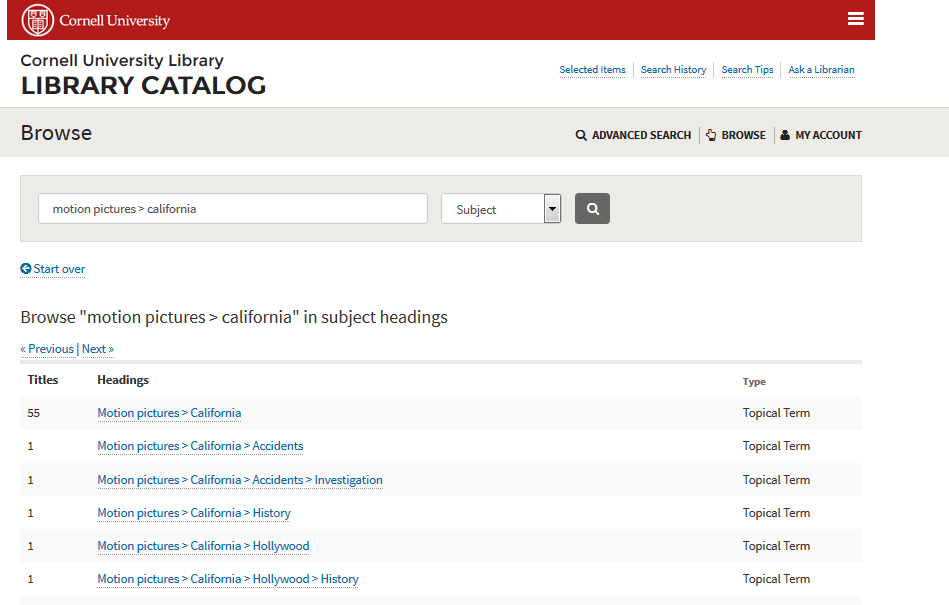 Cornell University
Cornell University Library
LIBRARY CATALOG
Selected Items Search History Search Tips Ask a Librarian
Browse
ADVANCED SEARCH BROWSE MY ACCOUNT
motion pictures > california Subject
Start over
Browse "motion pictures > california" in subject headings
« Previous | Next »
Titles Headings Type
55 Motion pictures > California Topical Term
1 Motion pictures > California > Accidents Topical Term
1 Motion pictures > California > Accidents > Investigation Topical Term
1 Motion pictures > California > History Topical Term
1 Motion pictures > California > Hollywood Topical Term
1 Motion pictures > California > Hollywood > History Topical Term